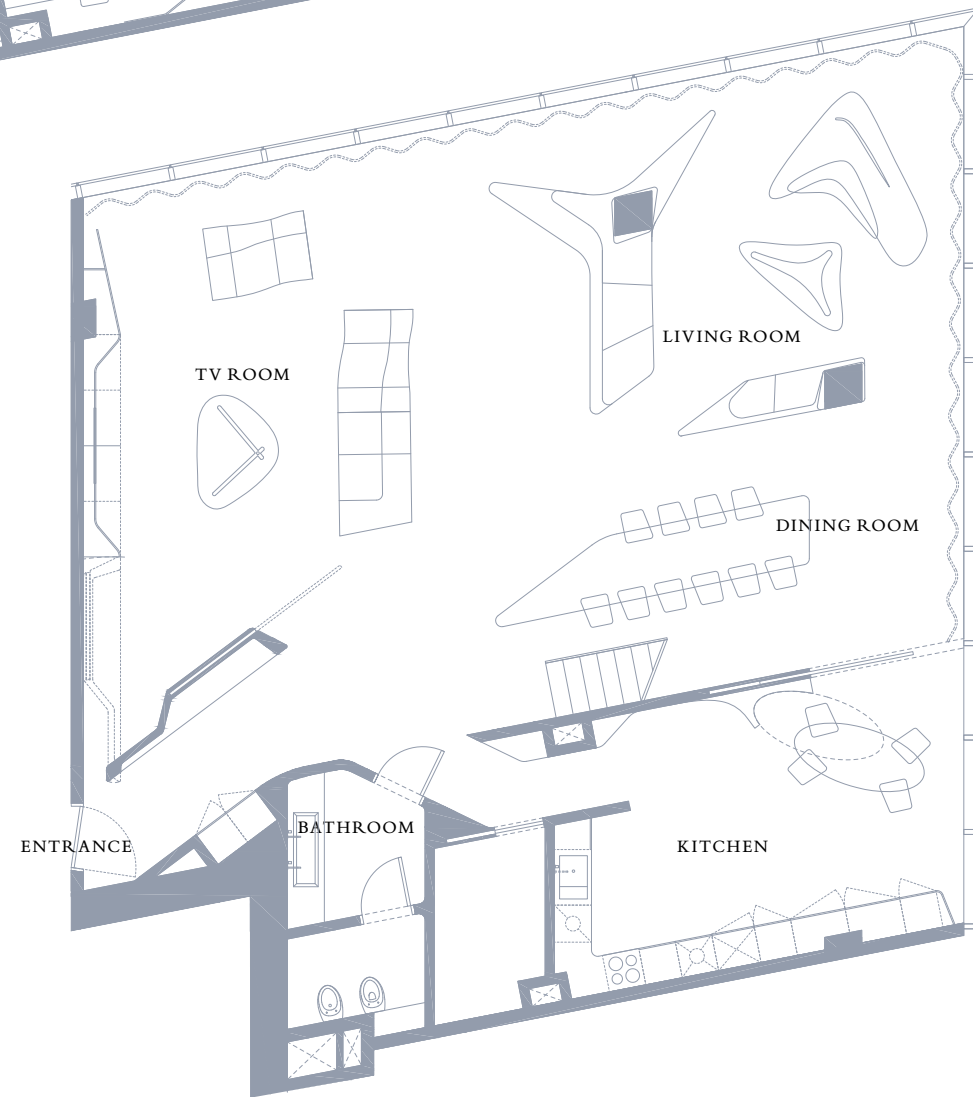 LIVING ROOM
TV ROOM
DINING ROOM
BATHROOM
ENTRANCE
KITCHEN